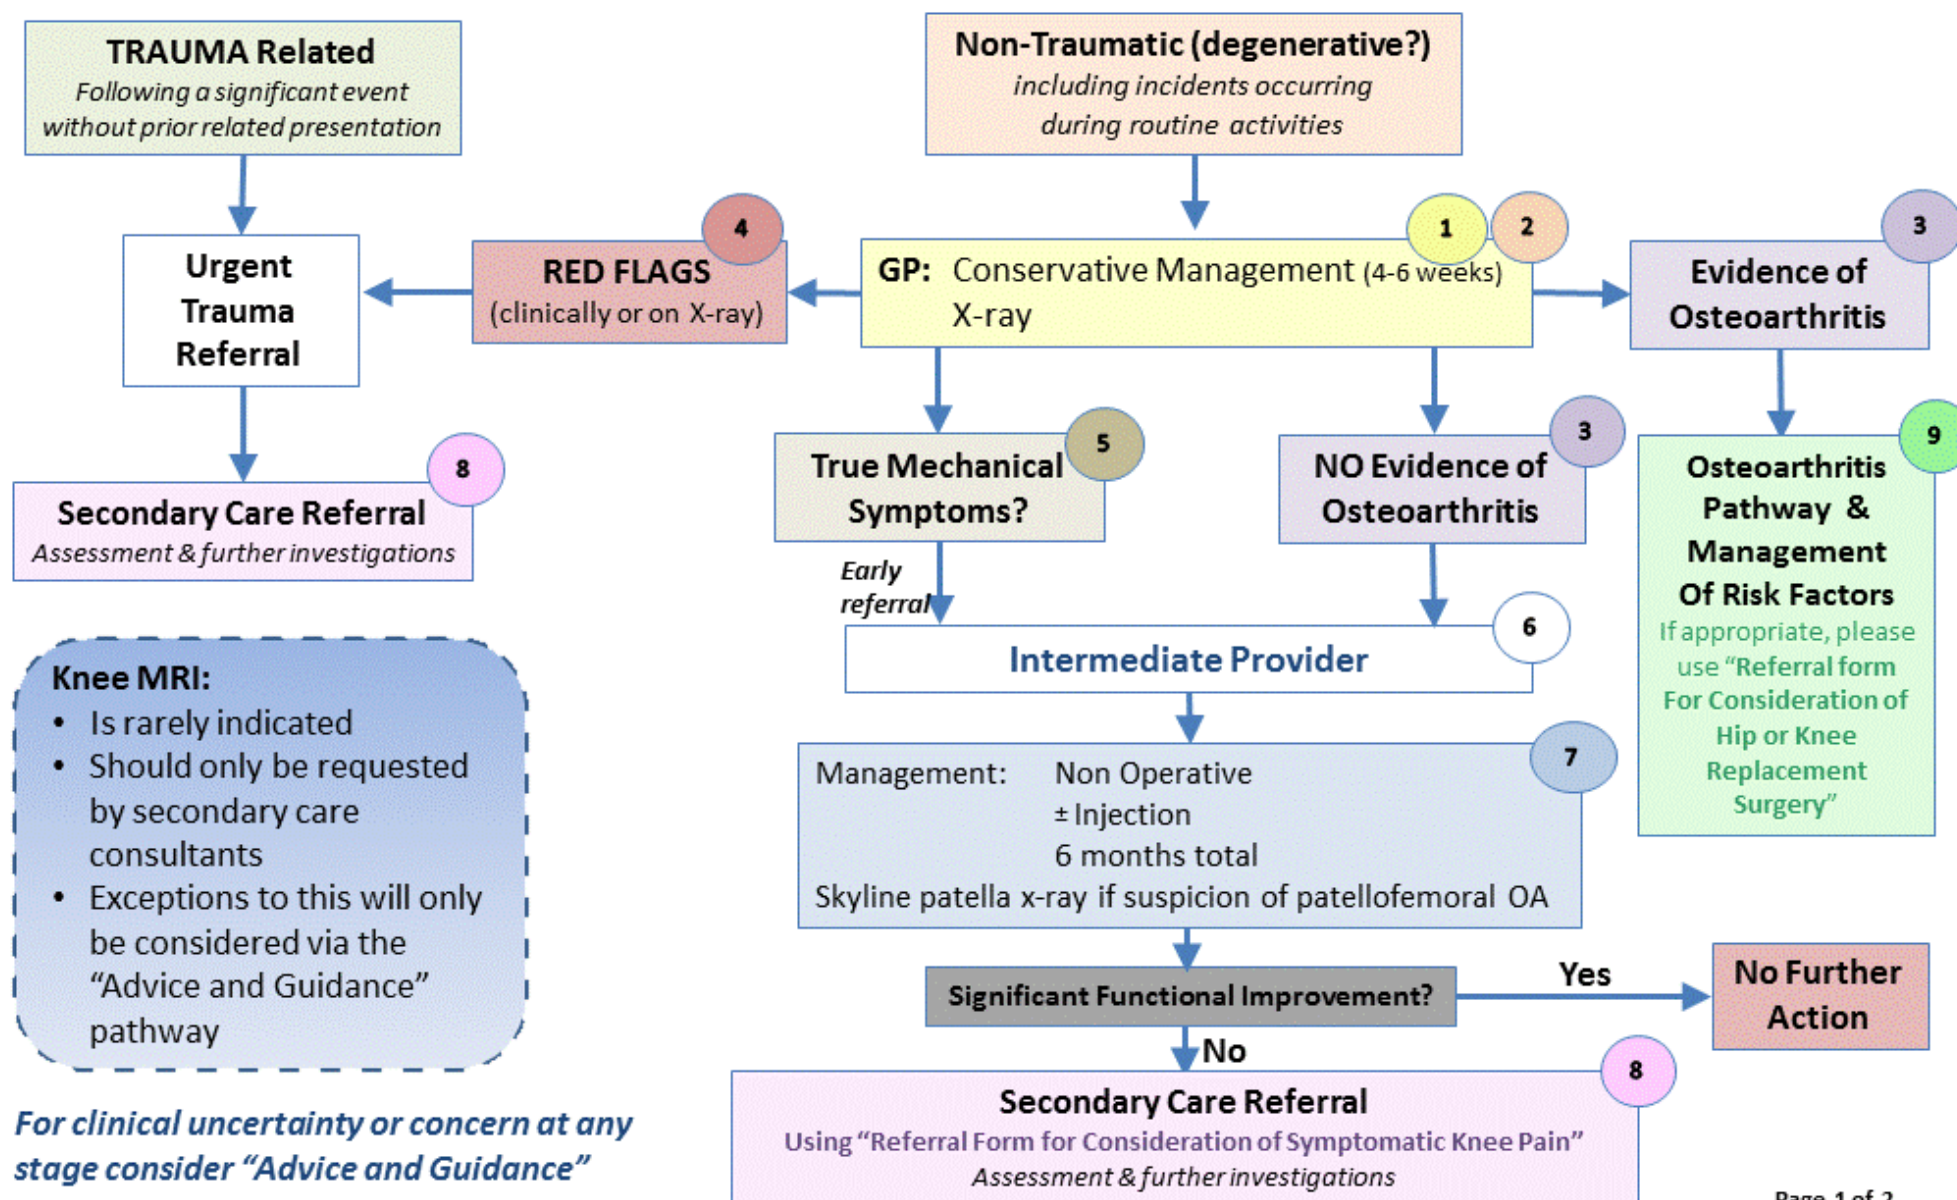 TRAUMA Related
Following a significant event
without prior related presentation
Non-Traumatic (degenerative?)
including incidents occurring
during routine activities
Urgent
Trauma
Referral
4
RED FLAGS
(clinically or on X-ray)
1
2
GP: Conservative Management (4-6 weeks)
X-ray
3
Evidence of
Osteoarthritis
8
Secondary Care Referral
Assessment & further investigations
5
True Mechanical
Symptoms?
3
NO Evidence of
Osteoarthritis
9
Osteoarthritis
Pathway &
Management
Of Risk Factors
If appropriate, please
use “Referral form
For Consideration of
Hip or Knee
Replacement
Surgery”
Early
referral
6
Intermediate Provider
Knee MRI:
• Is rarely indicated
• Should only be requested
by secondary care
consultants
• Exceptions to this will only
be considered via the
“Advice and Guidance”
pathway
7
Management: Non Operative
± Injection
6 months total
Skyline patella x-ray if suspicion of patellofemoral OA
Significant Functional Improvement?
Yes
No Further
Action
No
8
Secondary Care Referral
Using “Referral Form for Consideration of Symptomatic Knee Pain”
Assessment & further investigations
For clinical uncertainty or concern at any
stage consider “Advice and Guidance”
Page 1 of 2